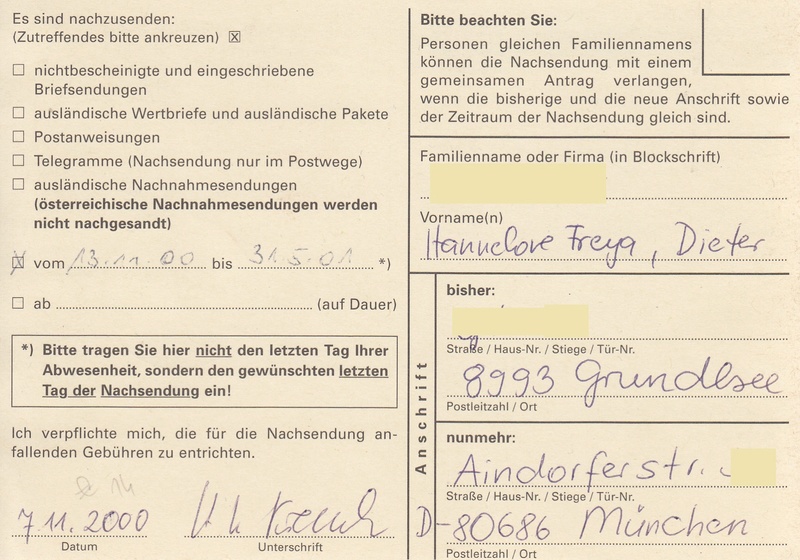 Es sind nachzusenden:
(Zutreffendes bitte ankreuzen) ☒
☐ nichtbescheinigte und eingeschriebene
Briefsendungen
☐ ausländische Wertbriefe und ausländische Pakete
☐ Postanweisungen
☐ Telegramme (Nachsendung nur im Postwege)
☐ ausländische Nachnahmesendungen
(österreichische Nachnahmesendungen werden
nicht nachgesandt)
☒ vom 13.11.00 bis 31.5.01 *)
☐ ab (auf Dauer)
*) Bitte tragen Sie hier nicht den letzten Tag Ihrer
Abwesenheit, sondern den gewünschten letzten
Tag der Nachsendung ein!
Ich verpflichte mich, die für die Nachsendung an-
fallenden Gebühren zu entrichten.
7.11.2000
Datum Unterschrift
Bitte beachten Sie:
Personen gleichen Familiennamens
können die Nachsendung mit einem
gemeinsamen Antrag verlangen,
wenn die bisherige und die neue Anschrift sowie
der Zeitraum der Nachsendung gleich sind.
Familienname oder Firma (in Blockschrift)
Vorname(n)
Hannelore Freya, Dieter
Anschrift
bisher:
Straße / Haus-Nr. / Stiege / Tür-Nr.
8993 Grundlsee
Postleitzahl / Ort
nunmehr:
Aindorferstr.
Straße / Haus-Nr. / Stiege / Tür-Nr.
D-80686 München
Postleitzahl / Ort